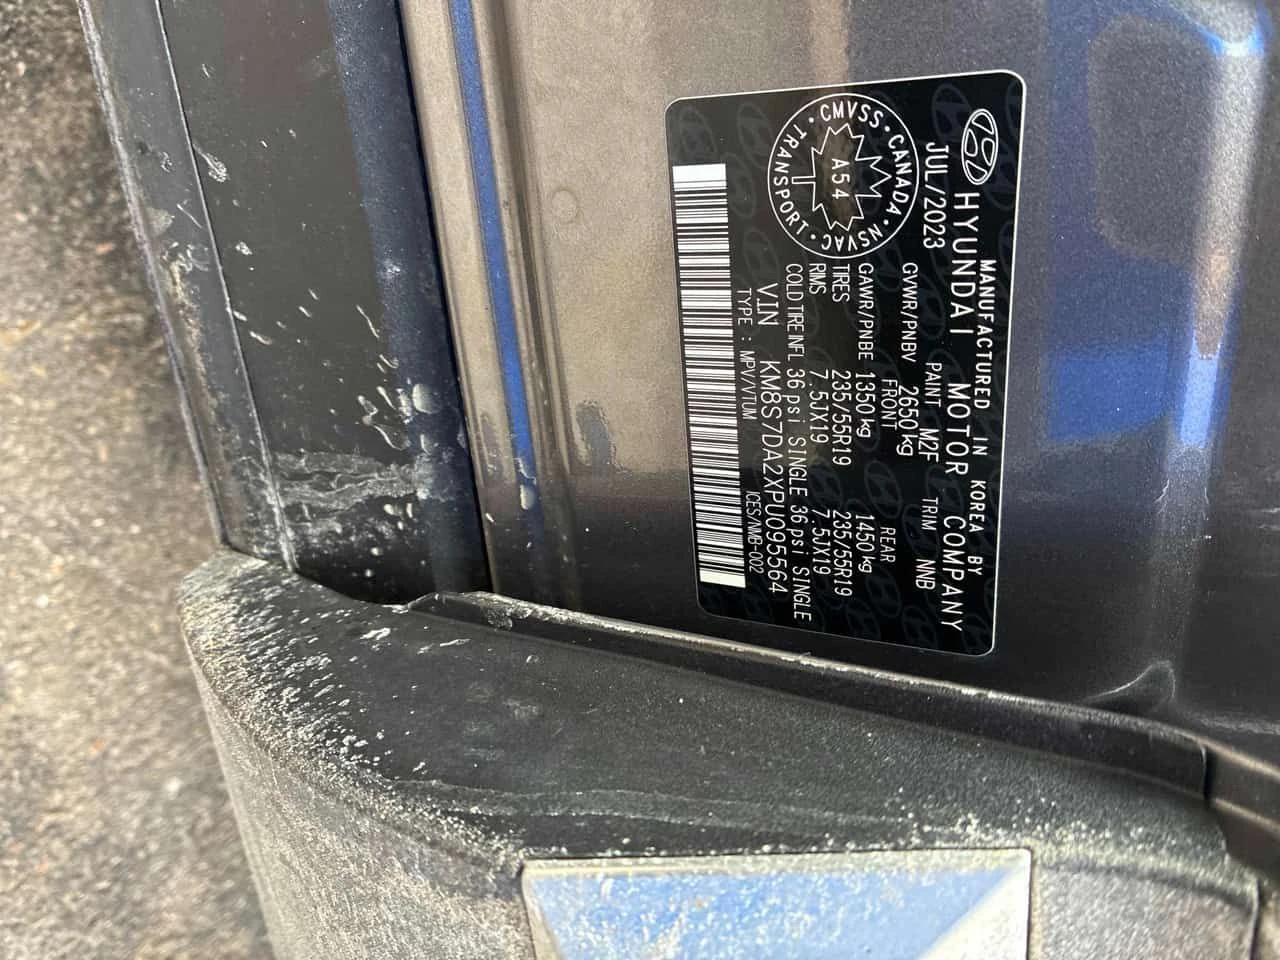 MANUFACTURED IN KOREA BY
HYUNDAI MOTOR COMPANY
JUL/2023 PAINT M2F TRIM NNB
GVWR/PNBV 2650kg
FRONT REAR
GAWR/PNBE 1350kg 1450kg
TIRES 235/55R19 235/55R19
RIMS 7.5JX19 7.5JX19
COLD TIRE INFL 36 psi SINGLE 36 psi SINGLE
V.I.N KM8S7DA2XPU095564
TYPE : MPV/VTUM ICES/NMB-002
CMVSS · CANADA · NSVAC · TRANSPORT ·
A54